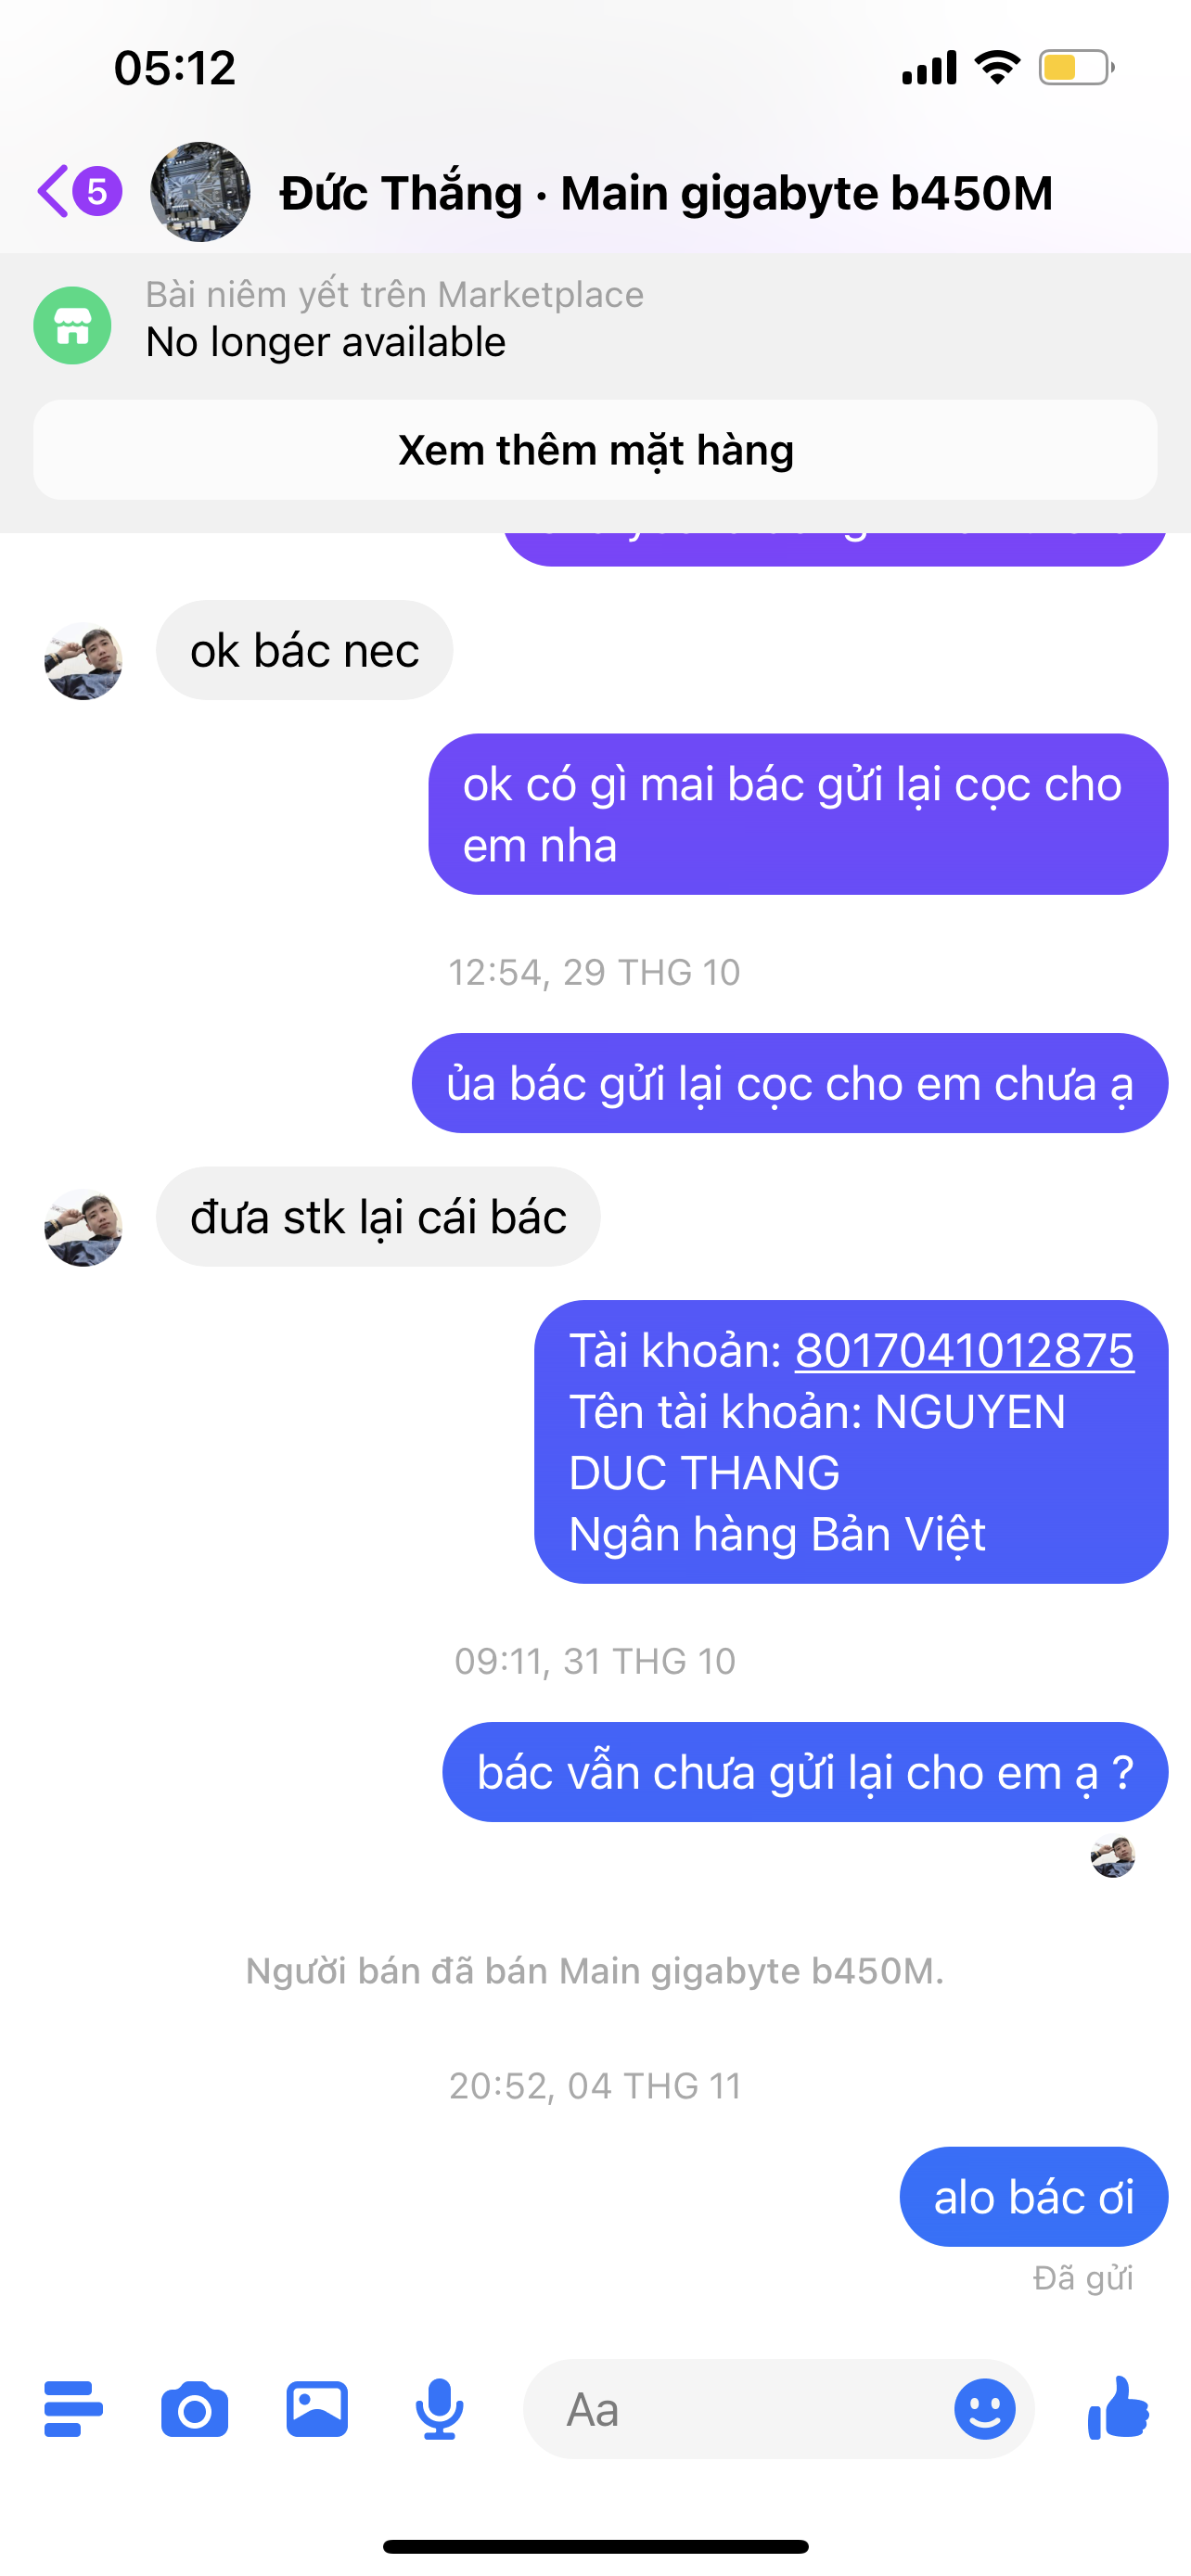 05:12
5
Đức Thắng · Main gigabyte b450M
Bài niêm yết trên Marketplace
No longer available
Xem thêm mặt hàng
ok bác nec
ok có gì mai bác gửi lại cọc cho
em nha
12:54, 29 THG 10
ủa bác gửi lại cọc cho em chưa ạ
đưa stk lại cái bác
Tài khoản: 8017041012875
Tên tài khoản: NGUYEN
DUC THANG
Ngân hàng Bản Việt
09:11, 31 THG 10
bác vẫn chưa gửi lại cho em ạ ?
Người bán đã bán Main gigabyte b450M.
20:52, 04 THG 11
alo bác ơi
Đã gửi
Aa